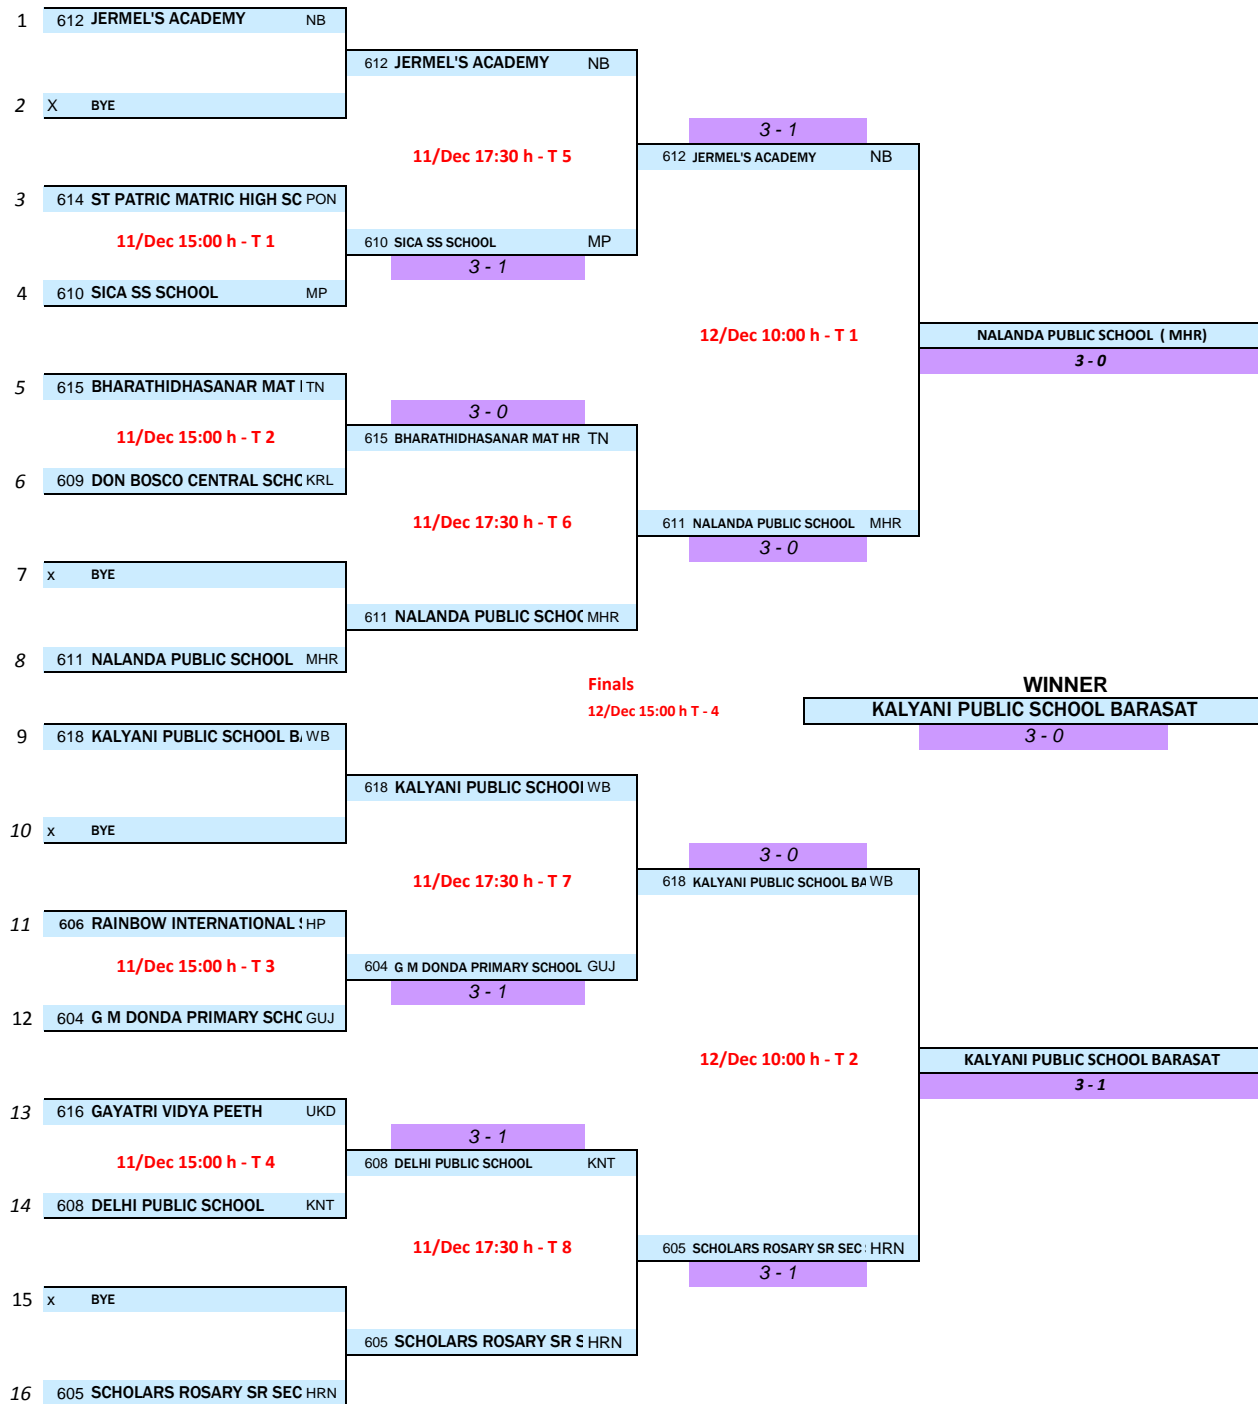 1 612 JERMEL'S ACADEMY NB
612 JERMEL'S ACADEMY NB
2 X BYE
3 - 1
11/Dec 17:30 h - T 5
612 JERMEL'S ACADEMY NB
3 614 ST PATRIC MATRIC HIGH SC PON
11/Dec 15:00 h - T 1
610 SICA SS SCHOOL MP
3 - 1
4 610 SICA SS SCHOOL MP
12/Dec 10:00 h - T 1
NALANDA PUBLIC SCHOOL ( MHR)
3 - 0
5 615 BHARATHIDHASANAR MAT TN
3 - 0
11/Dec 15:00 h - T 2
615 BHARATHIDHASANAR MAT HR TN
6 609 DON BOSCO CENTRAL SCHO KRL
11/Dec 17:30 h - T 6
611 NALANDA PUBLIC SCHOOL MHR
3 - 0
7 x BYE
611 NALANDA PUBLIC SCHOO MHR
8 611 NALANDA PUBLIC SCHOOL MHR
Finals
WINNER
12/Dec 15:00 h T - 4
KALYANI PUBLIC SCHOOL BARASAT
3 - 0
9 618 KALYANI PUBLIC SCHOOL BA WB
618 KALYANI PUBLIC SCHOOL WB
10 x BYE
3 - 0
11/Dec 17:30 h - T 7
618 KALYANI PUBLIC SCHOOL BA WB
11 606 RAINBOW INTERNATIONAL S HP
11/Dec 15:00 h - T 3
604 G M DONDA PRIMARY SCHOOL GUJ
3 - 1
12 604 G M DONDA PRIMARY SCHO GUJ
12/Dec 10:00 h - T 2
KALYANI PUBLIC SCHOOL BARASAT
3 - 1
13 616 GAYATRI VIDYA PEETH UKD
3 - 1
11/Dec 15:00 h - T 4
608 DELHI PUBLIC SCHOOL KNT
14 608 DELHI PUBLIC SCHOOL KNT
11/Dec 17:30 h - T 8
605 SCHOLARS ROSARY SR SEC HRN
3 - 1
15 x BYE
605 SCHOLARS ROSARY SR S HRN
16 605 SCHOLARS ROSARY SR SEC HRN